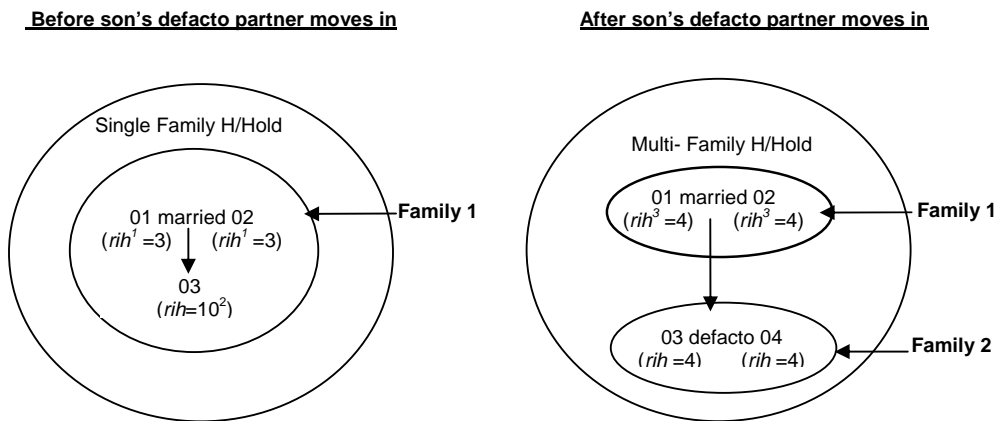 Before son's defacto partner moves in
Single Family H/Hold
Family 1
01 married 02
(rih¹ =3) (rih¹ =3)
03
(rih=10²)
After son's defacto partner moves in
Multi- Family H/Hold
01 married 02
(rih³ =4) (rih³ =4)
Family 1
03 defacto 04
(rih =4) (rih =4)
Family 2